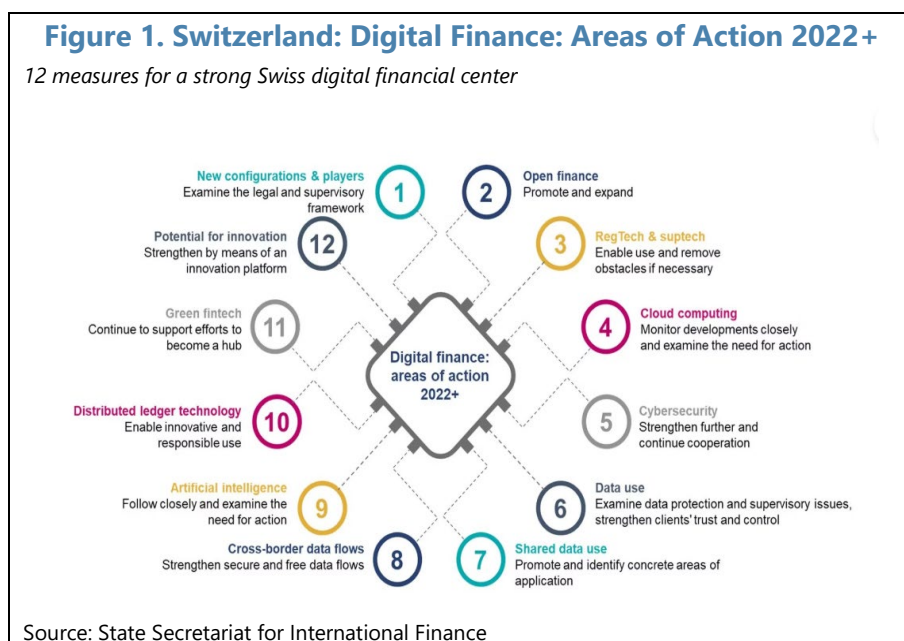 Figure 1. Switzerland: Digital Finance: Areas of Action 2022+
12 measures for a strong Swiss digital financial center
New configurations & players
Examine the legal and supervisory
framework
1
2
Open finance
Promote and expand
Potential for innovation
Strengthen by means of an
innovation platform
12
3
RegTech & suptech
Enable use and remove
obstacles if necessary
Green fintech
Continue to support efforts to
become a hub
11
4
Cloud computing
Monitor developments closely
and examine the need for action
Digital finance:
areas of action
2022+
Distributed ledger technology
Enable innovative and
responsible use
10
5
Cybersecurity
Strengthen further and
continue cooperation
Artificial intelligence
Follow closely and examine the
need for action
9
6
Data use
Examine data protection and supervisory issues,
strengthen clients' trust and control
Cross-border data flows
Strengthen secure and free data flows
8
7
Shared data use
Promote and identify concrete areas of
application
Source: State Secretariat for International Finance